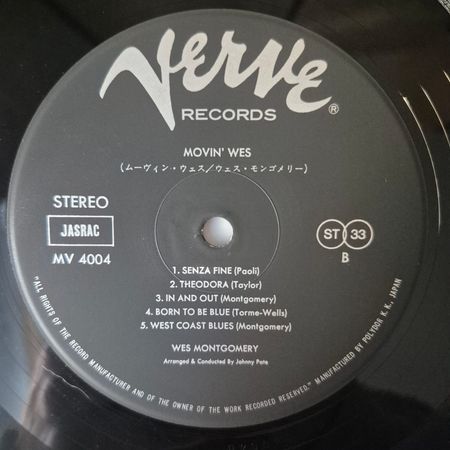 Verve
RECORDS ®
MOVIN' WES
(ムーヴィン・ウェス/ウェス・モンゴメリー)
STEREO
JASRAC
MV 4004
ST 33
B
1. SENZA FINE (Paoli)
2. THEODORA (Taylor)
3. IN AND OUT (Montgomery)
4. BORN TO BE BLUE (Torme-Wells)
5. WEST COAST BLUES (Montgomery)
WES MONTGOMERY
Arranged & Conducted By Johnny Pate
"ALL RIGHTS OF THE RECORD MANUFACTURER AND OF THE OWNER OF THE WORK RECORDED RESERVED." MANUFACTURED BY POLYDOR K.K. JAPAN